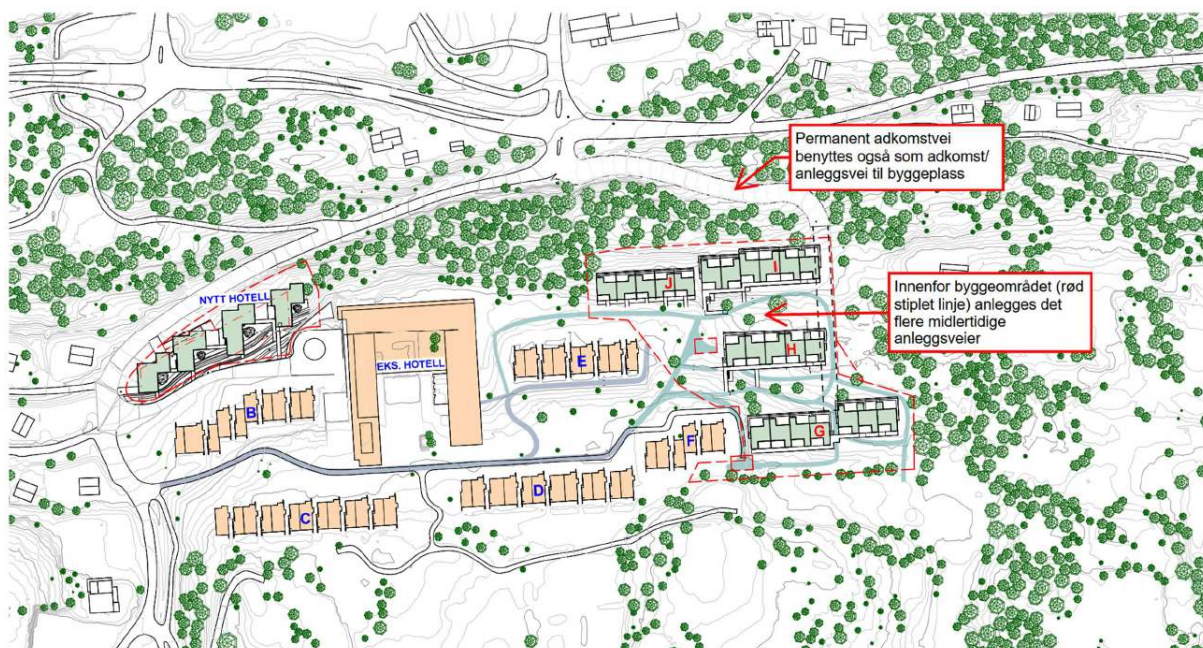 Permanent adkomstvei
benyttes også som adkomst/
anleggsvei til byggeplass
I
J
NYTT HOTELL
Innenfor byggeområdet (rød
stiplet linje) anlegges det
flere midlertidige
anleggsveier
H
E
EKS. HOTELL
B
G
F
D
C